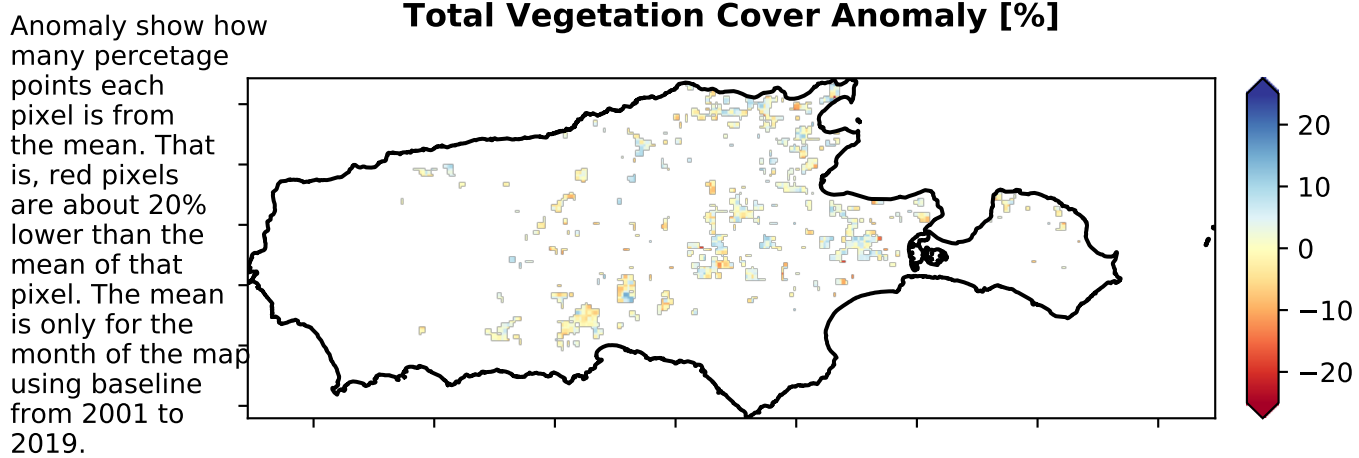 Total Vegetation Cover Anomaly [%]
Anomaly show how
many percetage
points each
pixel is from
the mean. That
is, red pixels
are about 20%
lower than the
mean of that
pixel. The mean
is only for the
month of the map
using baseline
from 2001 to
2019.
20
10
0
−10
−20